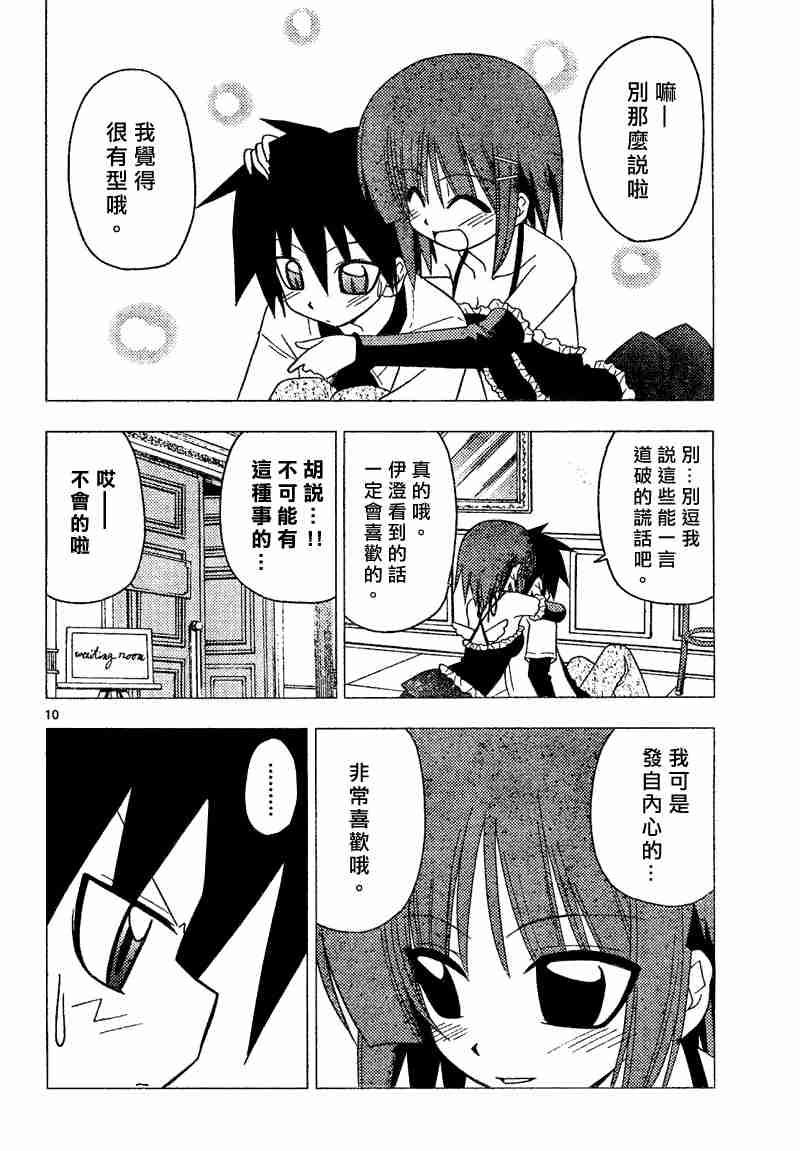 嘛—
別那麼說啦
我覺得
很有型哦。
別…別逗我
說這些能一言
道破的謊話吧。
真的哦。
伊澄看到的話
一定會喜歡的。
胡說…!!
不可能有
這種事的…
哎—
不會的啦
waiting room
10
我可是
發自內心的…
非常喜歡哦。
………